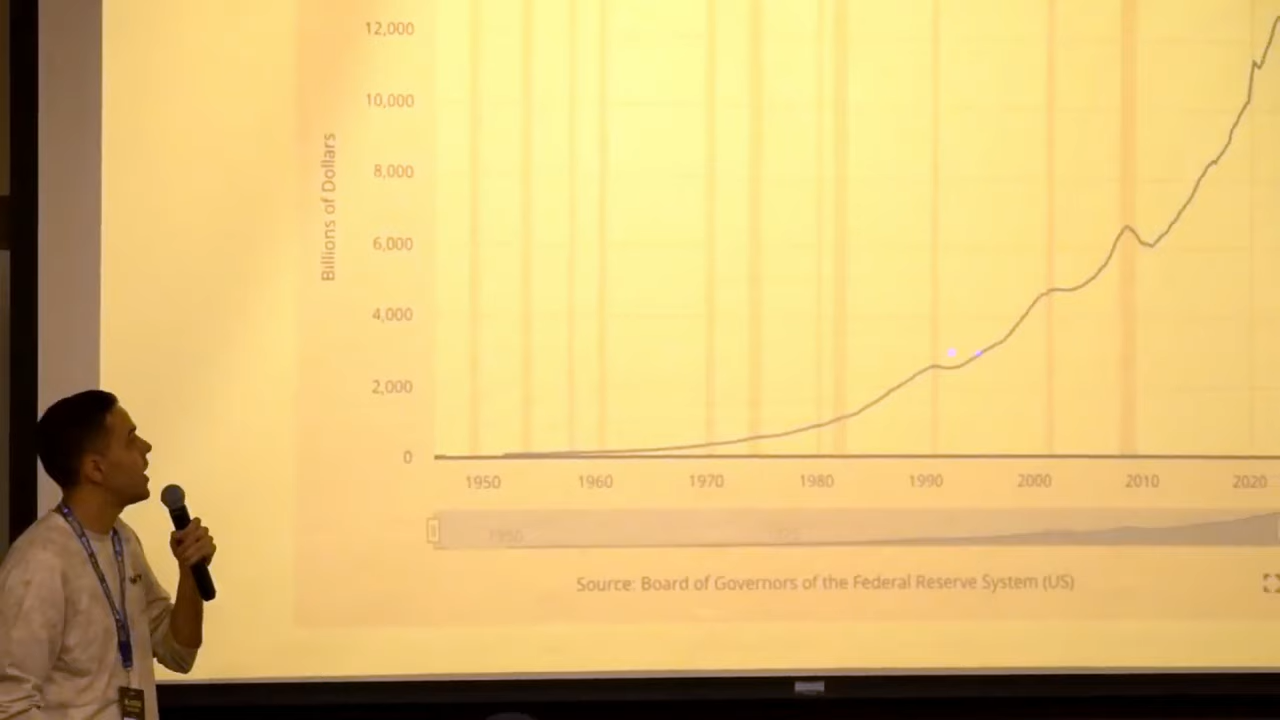 12,000
10,000
8,000
6,000
4,000
2,000
0
Billions of Dollars
1950 1960 1970 1980 1990 2000 2010 2020
1950
Source: Board of Governors of the Federal Reserve System (US)